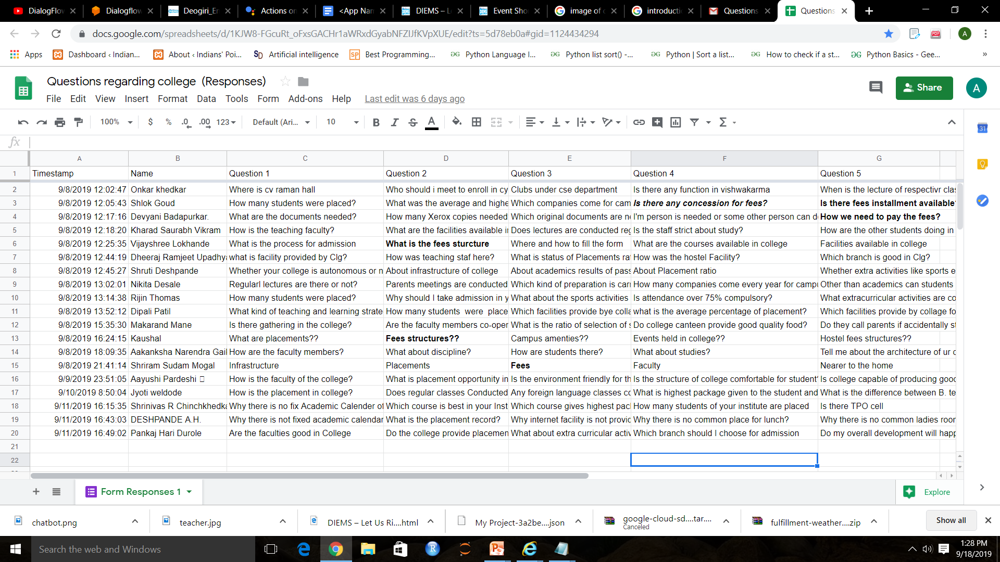 DialogFlow
Dialogflow
Deogiri_En
Actions on
<App Nam
DIEMS – Le
Event Sho
image of c
introductio
Questions
Questions
docs.google.com/spreadsheets/d/1KJW8-FGcuRt_oFxsGACHr1aWRxdGyabNFZIJfKVpXUE/edit?ts=5d78eb0a#gid=1124434294
A
Apps Dashboard ‹ Indian... About ‹ Indians' Poi... SD Artificial intelligence SP Best Programming... Python Language I... Python list sort() -... Python | Sort a list... How to check if a st... Python Basics - Gee... »
Questions regarding college (Responses)
File Edit View Insert Format Data Tools Form Add-ons Help Last edit was 6 days ago
Share
A
100% $ % .0 .00 123 Default (Ari... 10 B I S A
31
fx
A B C D E F G
1 Timestamp Name Question 1 Question 2 Question 3 Question 4 Question 5
2 9/8/2019 12:02:47 Onkar khedkar Where is cv raman hall Who should i meet to enroll in cy Clubs under cse department Is there any function in vishwakarma When is the lecture of respectivr clas
3 9/8/2019 12:05:43 Shlok Goud How many students were placed? What was the average and highe Which companies come for cam Is there any concession for fees? Is there fees installment available?
4 9/8/2019 12:17:16 Devyani Badapurkar. What are the documents needed? How many Xerox copies needed Which original documents are ne I'm person is needed or some other person can do How we need to pay the fees?
5 9/8/2019 12:18:20 Kharad Saurabh Vikram How is the teaching faculty? What are the facilities available in Does lectures are conducted reg Is the staff strict about study? How are the other students doing in
6 9/8/2019 12:25:35 Vijayshree Lokhande What is the process for admission What is the fees sturcture Where and how to fill the form What are the courses available in college Facilities available in college
7 9/8/2019 12:44:19 Dheeraj Ramjeet Upadhya what is facility provided by Clg? How was teaching staf here? What is status of Placements rat How was the hostel Facility? Which branch is good in Clg?
8 9/8/2019 12:45:27 Shruti Deshpande Whether your college is autonomous or n About infrastructure of college About academics results of pass About Placement ratio Whether extra activities like sports e
9 9/8/2019 13:02:01 Nikita Desale Regularl lectures are there or not? Parents meetings are conducted Which kind of preparation is carr How many companies come every year for campu Other than academics can students
10 9/8/2019 13:14:38 Rijin Thomas How many students were placed? Why should I take admission in y What about the sports activities Is attendance over 75% compulsory? What extracurricular activities are co
11 9/8/2019 13:52:12 Dipali Patil What kind of teaching and learning strate How many students were place Which facilities provide bye colla what is the average percentage of placement? Which facilities provide by collage fo
12 9/8/2019 15:35:30 Makarand Mane Is there gathering in the college? Are the faculty members co-oper What is the ratio of selection of s Do college canteen provide good quality food? Do they call parents if accidentally st
13 9/8/2019 16:24:15 Kaushal What are placements?? Fees structures?? Campus amenties?? Events held in college?? Hostel fees structures??
14 9/8/2019 18:09:35 Aakanksha Narendra Gail How are the faculty members? What about discipline? How are students there? What about studies? Tell me about the architecture of ur c
15 9/8/2019 21:41:14 Shriram Sudam Mogal Infrastructure Placements Fees Faculty Nearer to the home
16 9/9/2019 23:51:05 Aayushi Pardeshi How is the faculty of the college? What is placement opportunity in Is the environment friendly for th Is the structure of college comfortable for student' Is college capable of producing good
17 9/10/2019 8:50:04 Jyoti weldode How is the placement in college? Does regular classes Conducted Any foreign language classes co What is highest package given to the student and What is the difference between B. te
18 9/11/2019 16:15:35 Shrinivas R Chinchkhedka Why there is no fix Academic Calender of Which course is best in your Inst Which course gives highest pac How many students of your institute are placed Is there TPO cell
19 9/11/2019 16:43:03 DESHPANDE A.H. Why there is not fixed academic calendar What is the placement record? Why internet facility is not provid Why there is no common place for lunch? Why there is no common ladies roor
20 9/11/2019 16:49:02 Pankaj Hari Durole Are the faculties good in College Do the college provide placemen What about extra curricular activ Which branch should I choose for admission Do my overall development will happ
21
22
Form Responses 1
Explore
chatbot.png
teacher.jpg
DIEMS – Let Us Ri....html
My Project-3a2be....json
google-cloud-sd....tar....
Canceled
fulfillment-weather....zip
Show all
Search the web and Windows
1:28 PM
9/18/2019